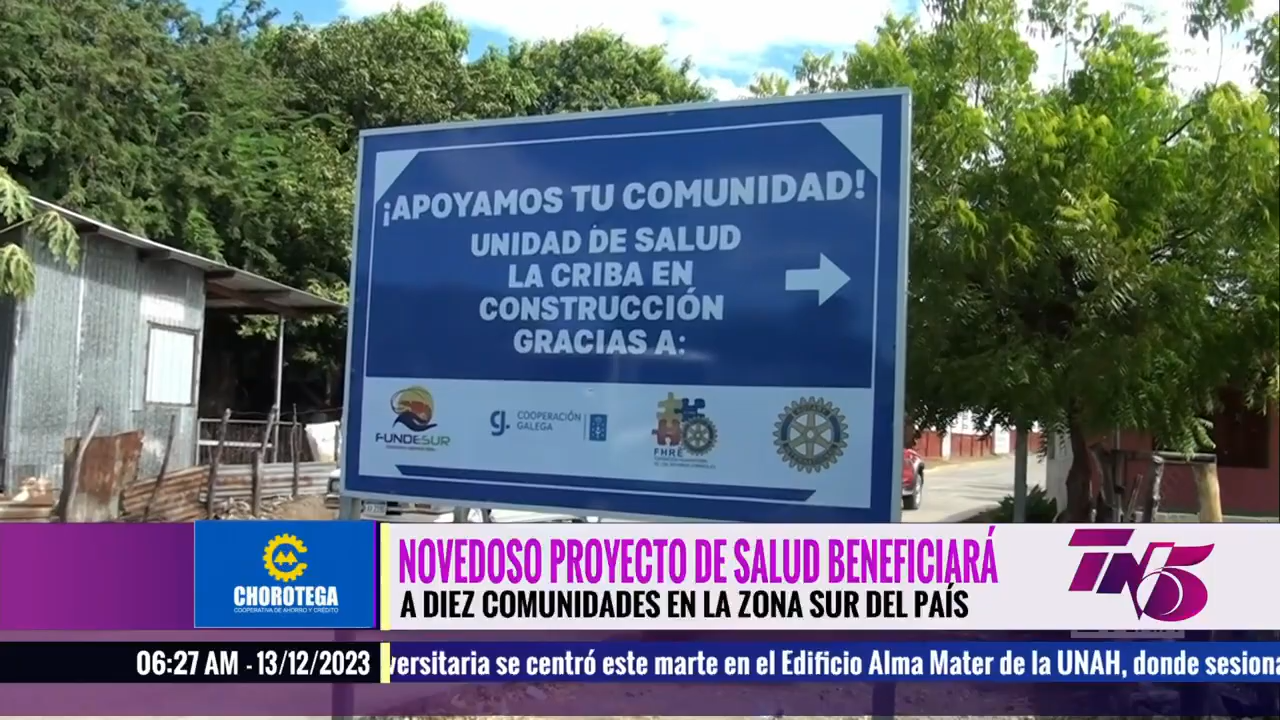 ¡APOYAMOS TU COMUNIDAD!
UNIDAD DE SALUD
LA CRIBA EN
CONSTRUCCIÓN
GRACIAS A:
FUNDESUR
g. COOPERACIÓN
GALEGA
FHRE
CHOROTEGA
COOPERATIVA DE AHORRO Y CRÉDITO
NOVEDOSO PROYECTO DE SALUD BENEFICIARÁ
A DIEZ COMUNIDADES EN LA ZONA SUR DEL PAÍS
TN5
06:27 AM - 13/12/2023
versitaria se centró este marte en el Edificio Alma Mater de la UNAH, donde sesiona